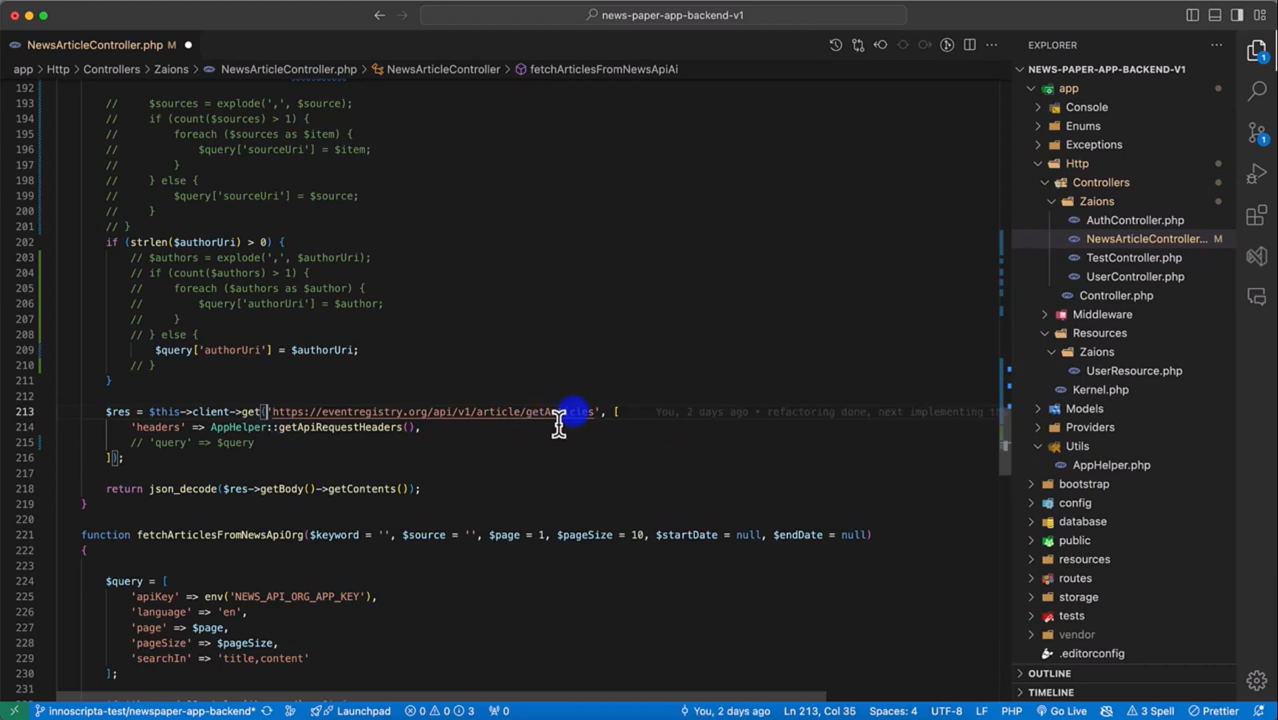 news-paper-app-backend-v1
NewsArticleController.php M
app > Http > Controllers > Zaions > NewsArticleController.php > NewsArticleController > fetchArticlesFromNewsApiAi
192
193 // $sources = explode(',', $source);
194 // if (count($sources) > 1) {
195 // foreach ($sources as $item) {
196 // $query['sourceUri'] = $item;
197 // }
198 // } else {
199 // $query['sourceUri'] = $source;
200 // }
201 // }
202 if (strlen($authorUri) > 0) {
203 // $authors = explode(',', $authorUri);
204 // if (count($authors) > 1) {
205 // foreach ($authors as $author) {
206 // $query['authorUri'] = $author;
207 // }
208 // } else {
209 $query['authorUri'] = $authorUri;
210 // }
211 }
212
213 $res = $this->client->get('https://eventregistry.org/api/v1/article/getArticles', [ You, 2 days ago • refactoring done, next implementing
214 'headers' => AppHelper::getApiRequestHeaders(),
215 // 'query' => $query
216 ]);
217
218 return json_decode($res->getBody()->getContents());
219 }
220
221 function fetchArticlesFromNewsApiOrg($keyword = '', $source = '', $page = 1, $pageSize = 10, $startDate = null, $endDate = null)
222 {
223
224 $query = [
225 'apiKey' => env('NEWS_API_ORG_APP_KEY'),
226 'language' => 'en',
227 'page' => $page,
228 'pageSize' => $pageSize,
229 'searchIn' => 'title,content'
230 ];
231
EXPLORER
NEWS-PAPER-APP-BACKEND-V1
app
Console
Enums
Exceptions
Http
Controllers
Zaions
AuthController.php
NewsArticleController... M
TestController.php
UserController.php
Controller.php
Middleware
Resources
Zaions
UserResource.php
Kernel.php
Models
Providers
Utils
AppHelper.php
bootstrap
config
database
public
resources
routes
storage
tests
vendor
.editorconfig
OUTLINE
TIMELINE
1
1
innoscripta-test/newspaper-app-backend* Launchpad 0 0 3 0 You, 2 days ago Ln 213, Col 35 Spaces: 4 UTF-8 LF PHP Go Live 3 Spell Prettier